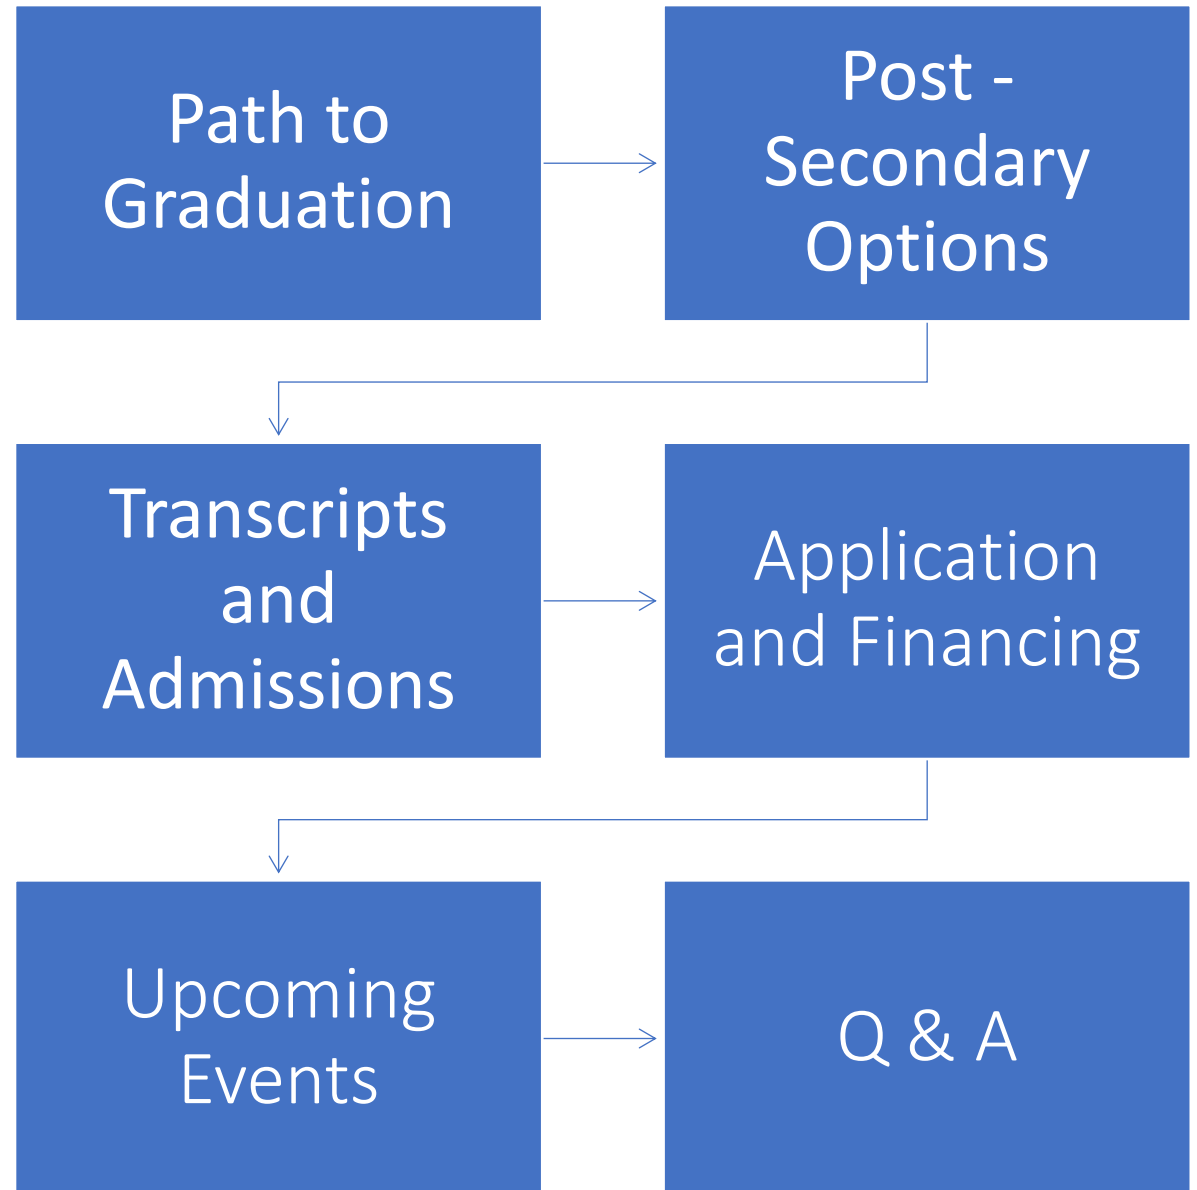 Path to
Graduation
Post -
Secondary
Options
Transcripts
and
Admissions
Application
and Financing
Upcoming
Events
Q & A